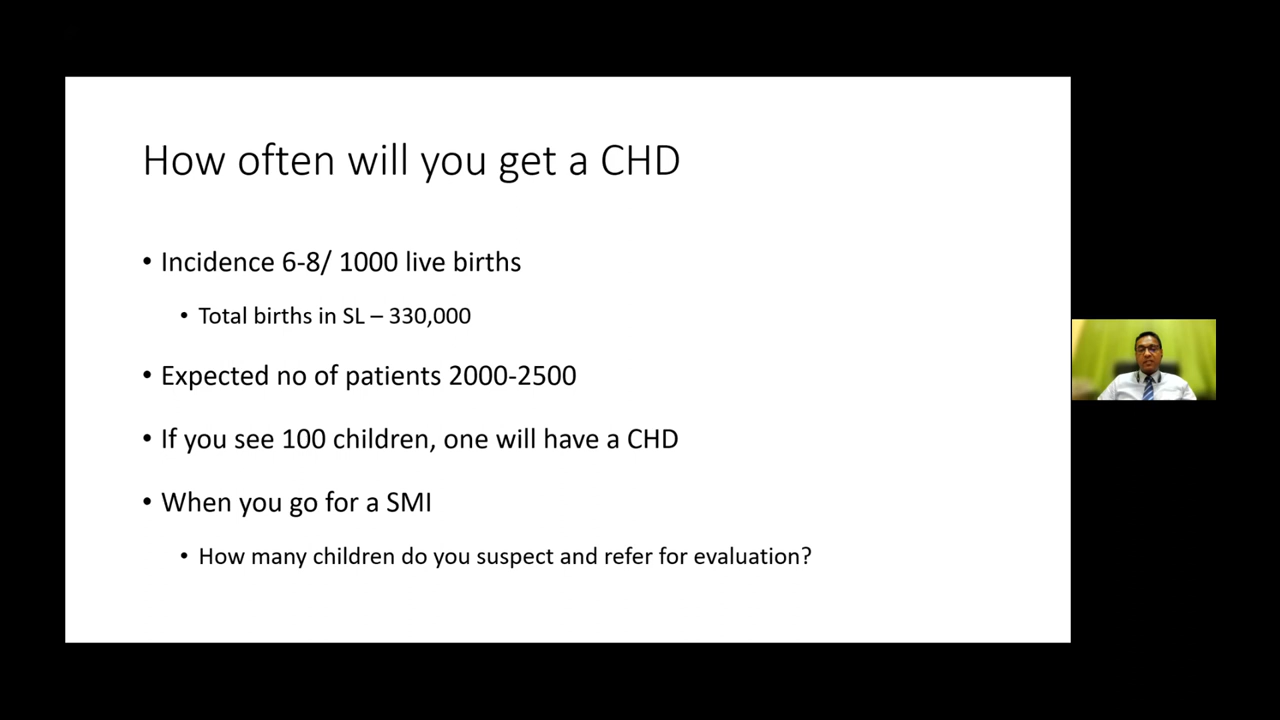 How often will you get a CHD
• Incidence 6-8/ 1000 live births
• Total births in SL – 330,000
• Expected no of patients 2000-2500
• If you see 100 children, one will have a CHD
• When you go for a SMI
• How many children do you suspect and refer for evaluation?